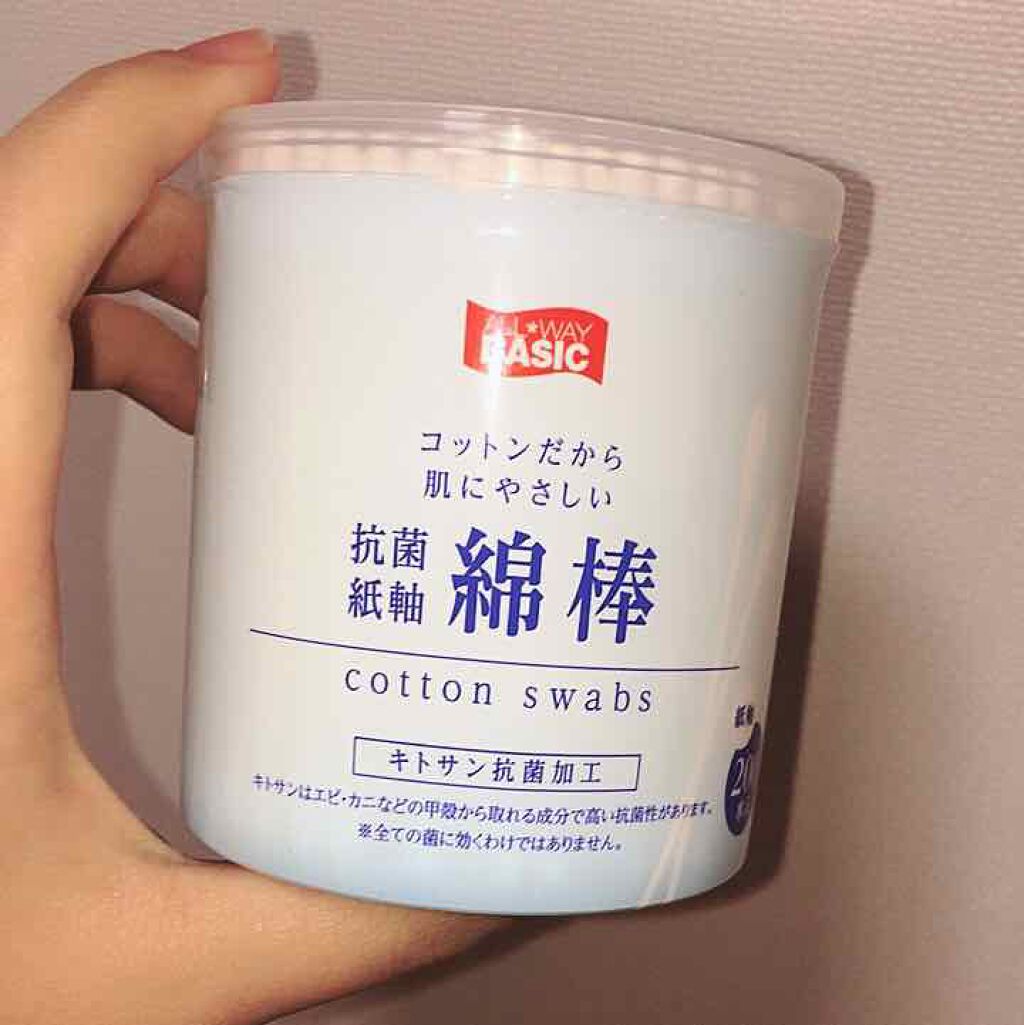 ALL★WAY
BASIC
コットンだから
肌にやさしい
抗菌
紙軸
綿棒
cotton swabs
キトサン抗菌加工
キトサンはエビ・カニなどの甲殻から取れる成分で高い抗菌性があります。
※全ての菌に効くわけではありません。
紙軸